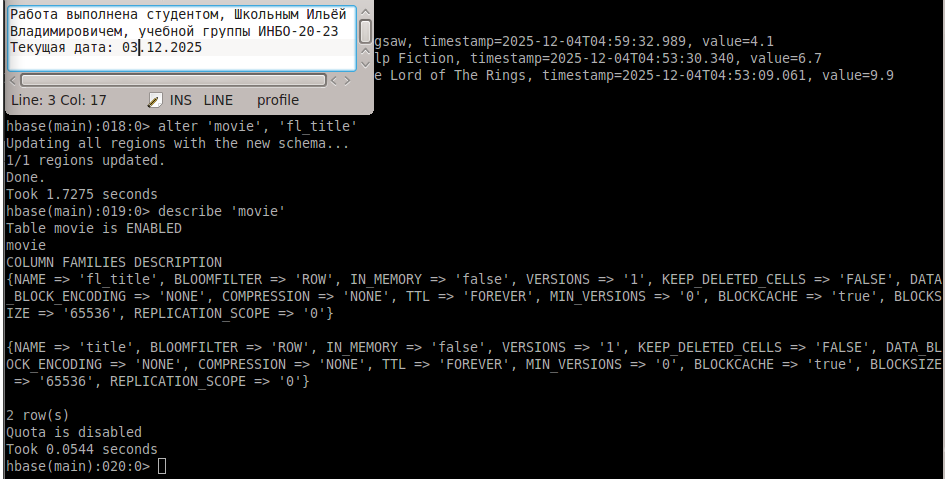 Работа выполнена студентом, Школьным Ильёй
Владимировичем, учебной группы ИНБО-20-23
Текущая дата: 03.12.2025
Line: 3 Col: 17 INS LINE profile
gsaw, timestamp=2025-12-04T04:59:32.989, value=4.1
lp Fiction, timestamp=2025-12-04T04:53:30.340, value=6.7
e Lord of The Rings, timestamp=2025-12-04T04:53:09.061, value=9.9
hbase(main):018:0> alter 'movie', 'fl_title'
Updating all regions with the new schema...
1/1 regions updated.
Done.
Took 1.7275 seconds
hbase(main):019:0> describe 'movie'
Table movie is ENABLED
movie
COLUMN FAMILIES DESCRIPTION
{NAME => 'fl_title', BLOOMFILTER => 'ROW', IN_MEMORY => 'false', VERSIONS => '1', KEEP_DELETED_CELLS => 'FALSE', DATA
_BLOCK_ENCODING => 'NONE', COMPRESSION => 'NONE', TTL => 'FOREVER', MIN_VERSIONS => '0', BLOCKCACHE => 'true', BLOCKS
IZE => '65536', REPLICATION_SCOPE => '0'}
{NAME => 'title', BLOOMFILTER => 'ROW', IN_MEMORY => 'false', VERSIONS => '1', KEEP_DELETED_CELLS => 'FALSE', DATA_BL
OCK_ENCODING => 'NONE', COMPRESSION => 'NONE', TTL => 'FOREVER', MIN_VERSIONS => '0', BLOCKCACHE => 'true', BLOCKSIZE
 => '65536', REPLICATION_SCOPE => '0'}
2 row(s)
Quota is disabled
Took 0.0544 seconds
hbase(main):020:0>